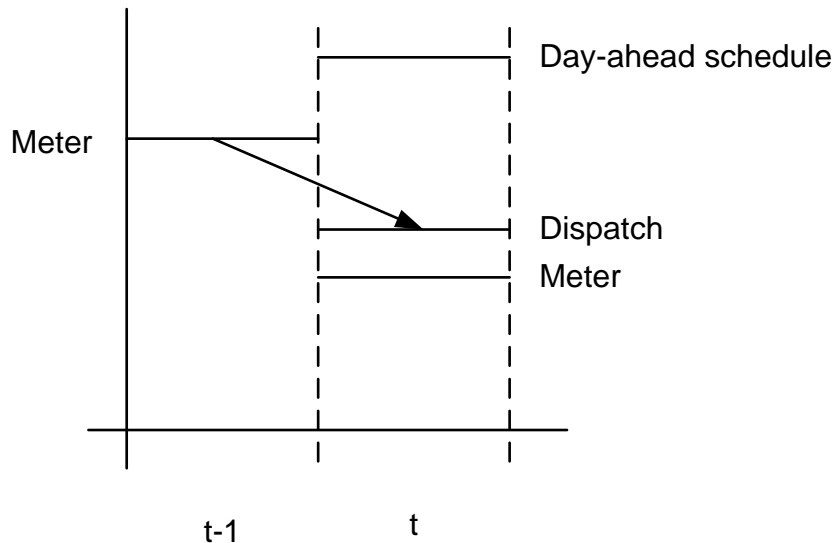 Day-ahead schedule
Meter
Dispatch
Meter
t-1
t